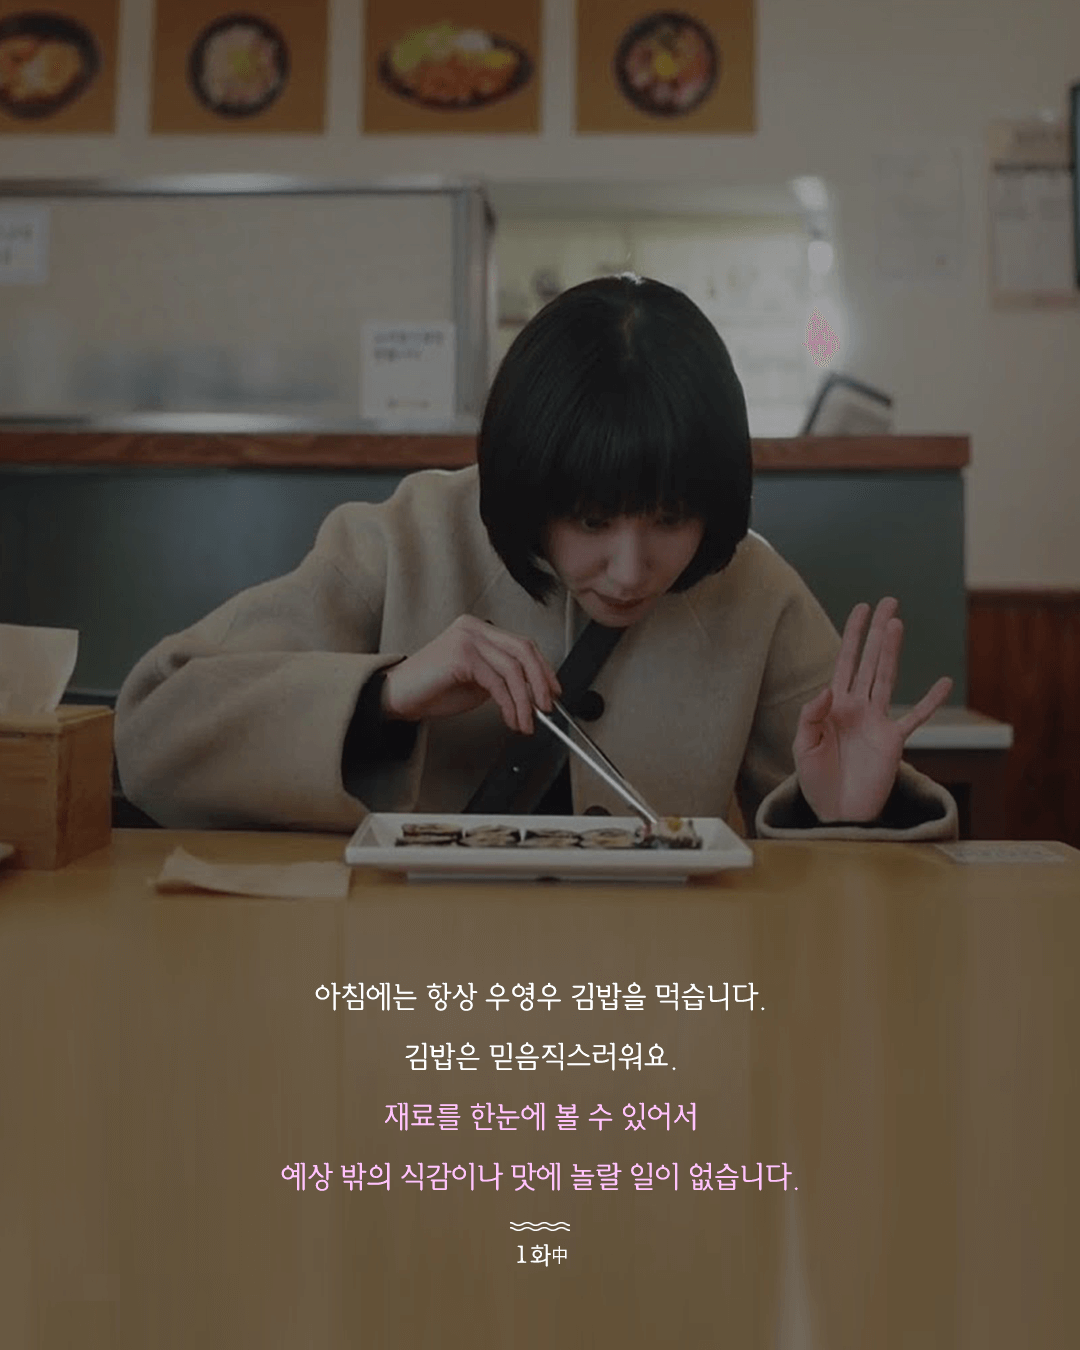 아침에는 항상 우영우 김밥을 먹습니다.
김밥은 믿음직스러워요.
재료를 한눈에 볼 수 있어서
예상 밖의 식감이나 맛에 놀랄 일이 없습니다.
1화中